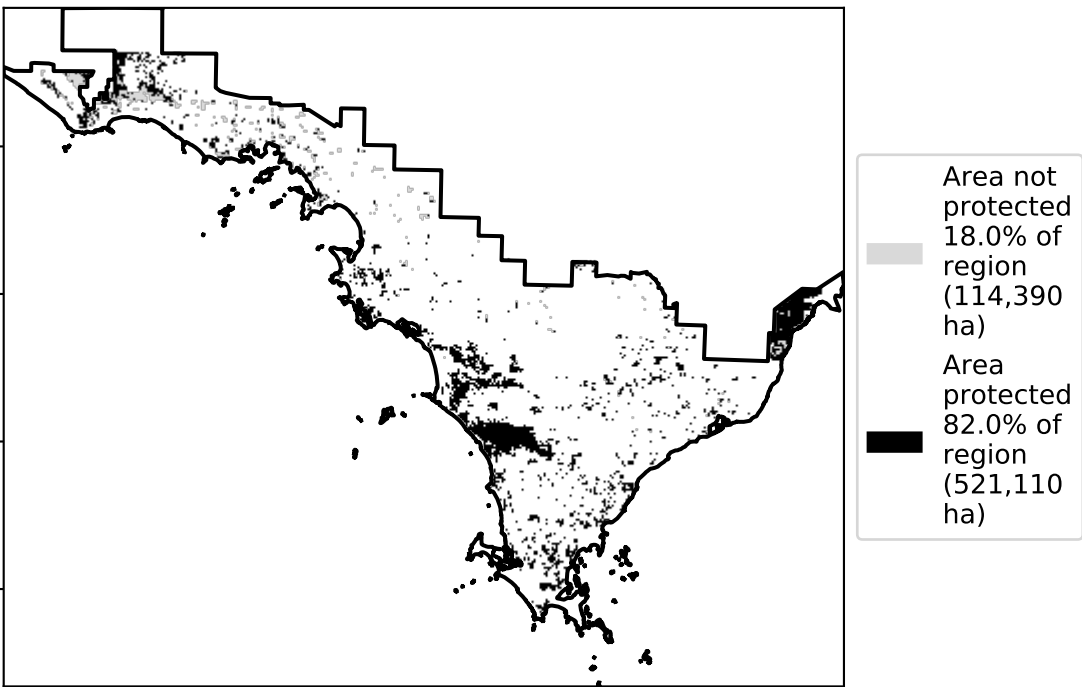 Area not
protected
18.0% of
region
(114,390
ha)
Area
protected
82.0% of
region
(521,110
ha)